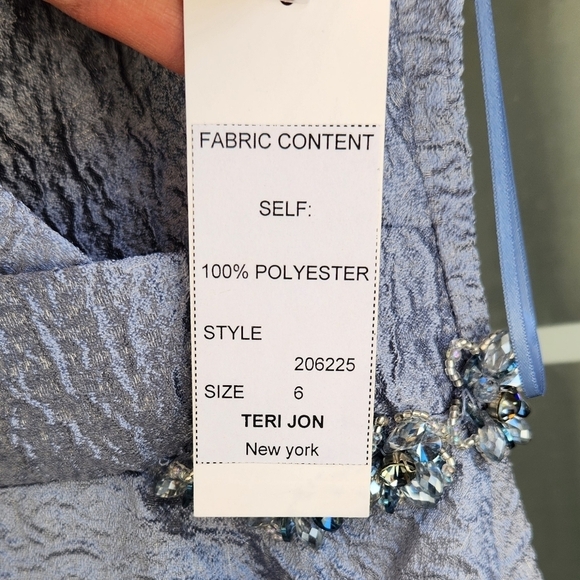 FABRIC CONTENT
SELF:
100% POLYESTER
STYLE
206225
SIZE 6
TERI JON
New york